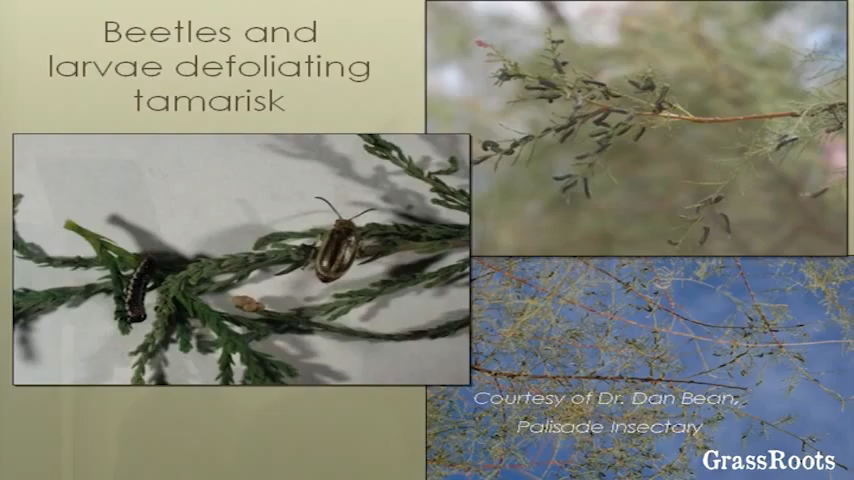 Beetles and
larvae defoliating
tamarisk
Courtesy of Dr. Dan Bean,
Palisade Insectary
GrassRoots